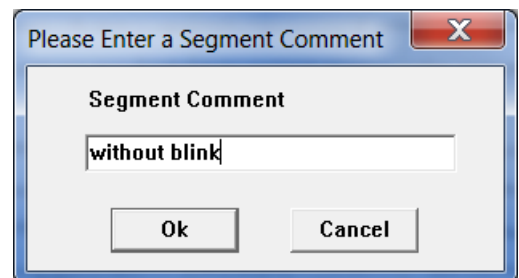 Please Enter a Segment Comment X
Segment Comment
without blink
Ok Cancel